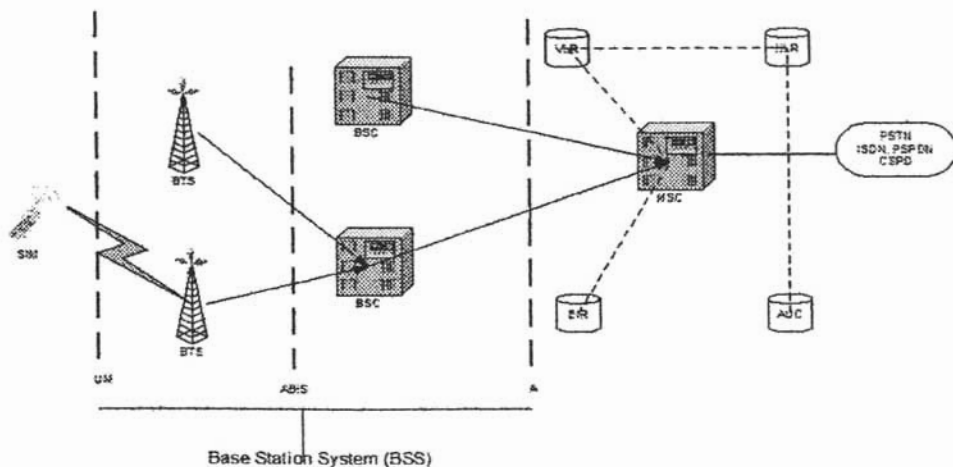 VLR
HLR
BSC
PSTN
ISDN, PSPDN
CSPD
BTS
MSC
SIM
BSC
EIR
AUC
BTS
UM
ABIS
A
Base Station System (BSS)